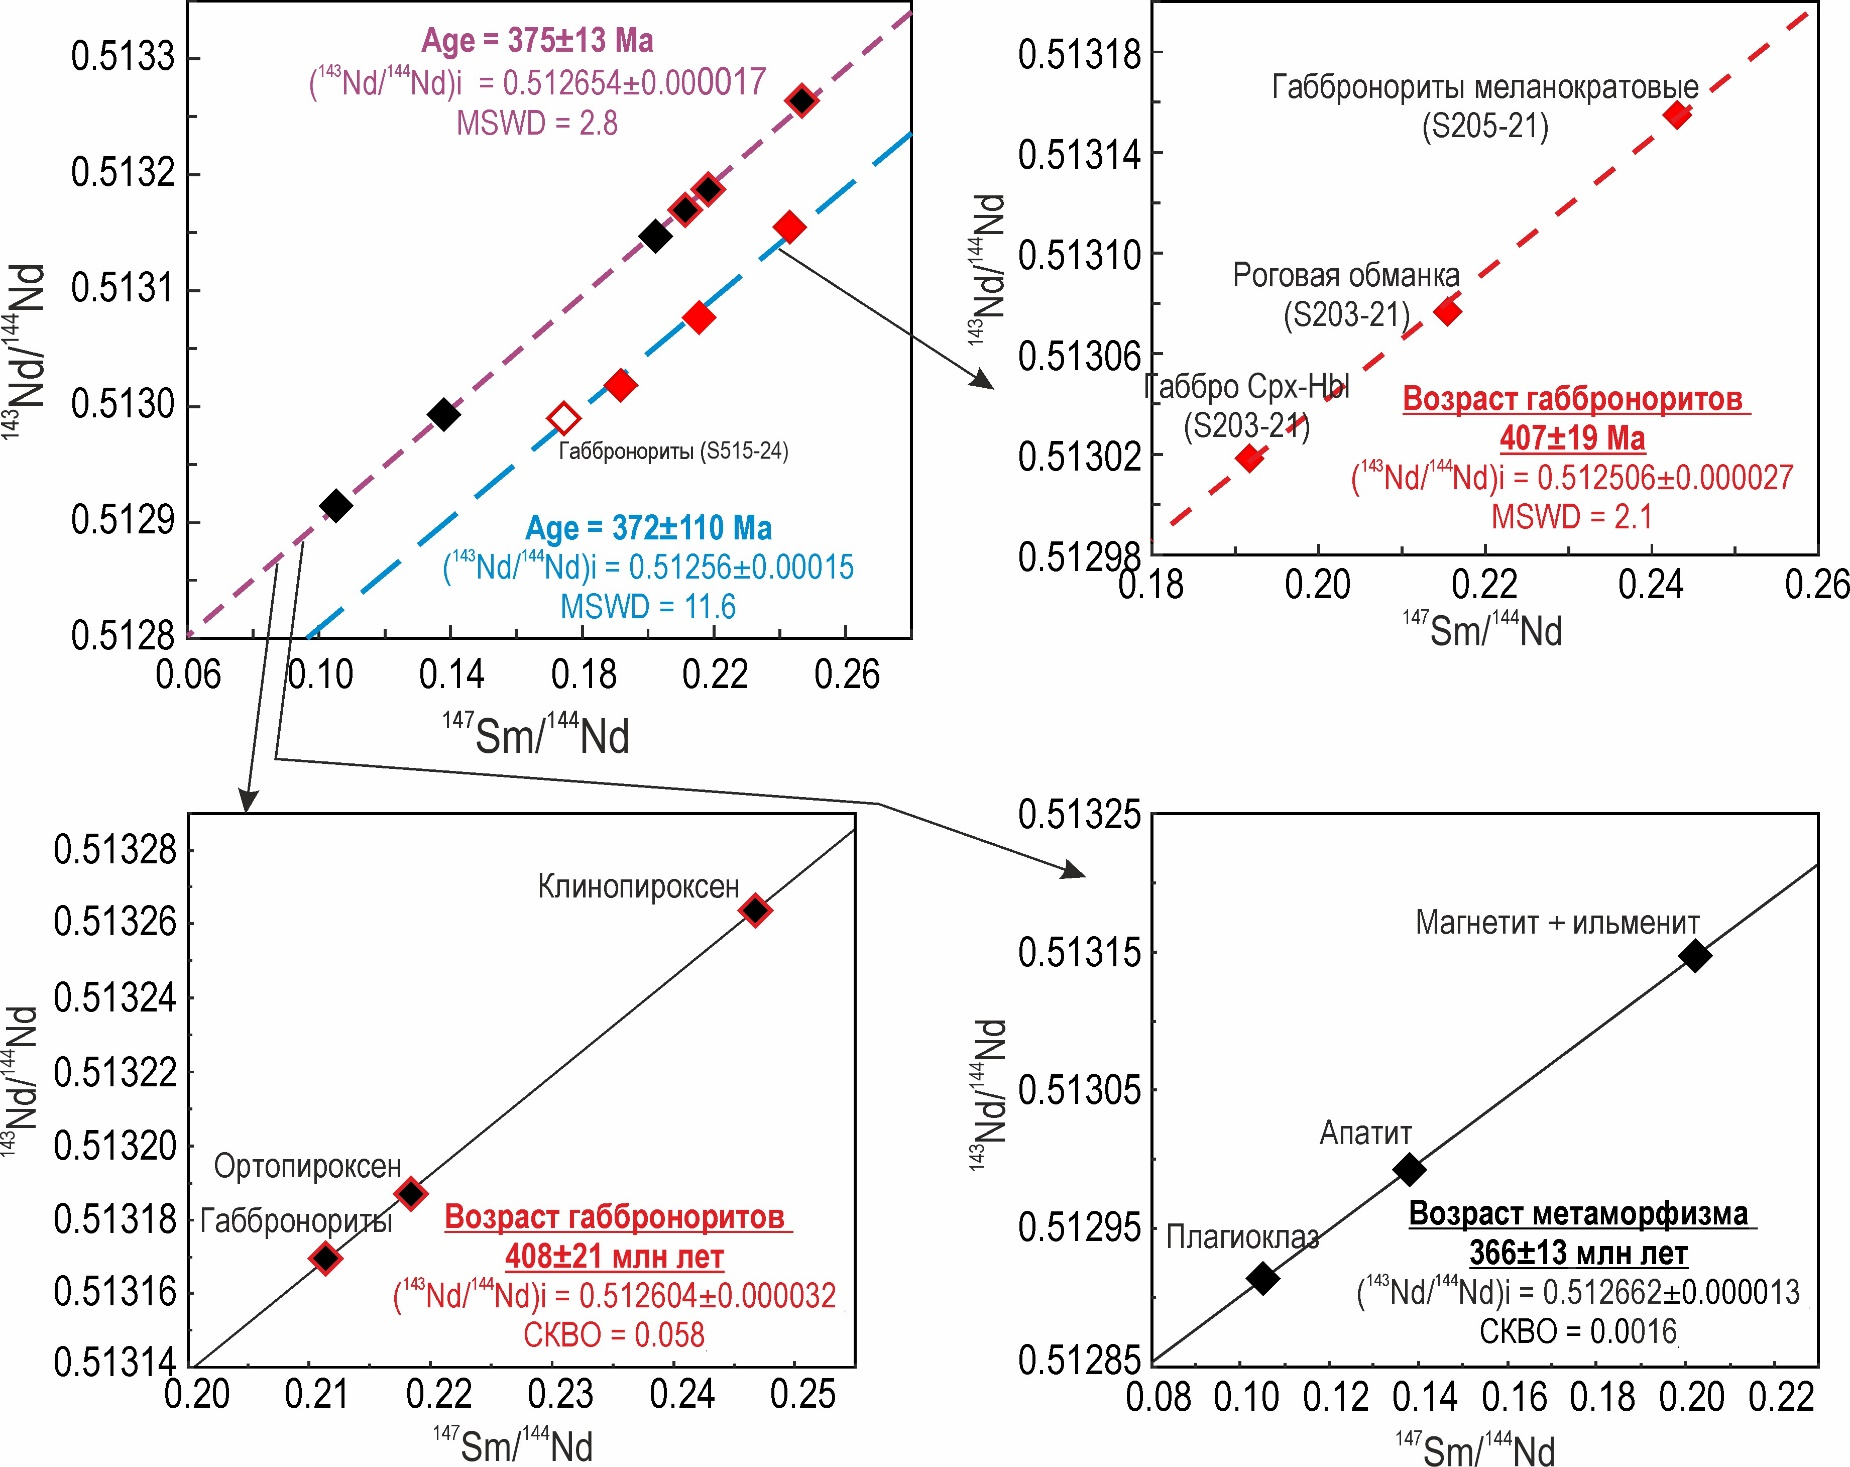 0.5133
0.5132
0.5131
0.5130
0.5129
0.5128
143Nd/144Nd
Age = 375±13 Ma
(143Nd/144Nd)i = 0.512654±0.000017
MSWD = 2.8
Габбронориты (S515-24)
Age = 372±110 Ma
(143Nd/144Nd)i = 0.51256±0.00015
MSWD = 11.6
0.06 0.10 0.14 0.18 0.22 0.26
147Sm/144Nd
0.51318
0.51314
0.51310
0.51306
0.51302
0.51298
143Nd/144Nd
Габбронориты меланократовые
(S205-21)
Роговая обманка
(S203-21)
Габбро Cpx-Hbl
(S203-21)
Возраст габброноритов
407±19 Ma
(143Nd/144Nd)i = 0.512506±0.000027
MSWD = 2.1
0.18 0.20 0.22 0.24 0.26
147Sm/144Nd
0.51328
0.51326
0.51324
0.51322
0.51320
0.51318
0.51316
0.51314
143Nd/144Nd
Клинопироксен
Ортопироксен
Габбронориты
Возраст габброноритов
408±21 млн лет
(143Nd/144Nd)i = 0.512604±0.000032
СКВО = 0.058
0.20 0.21 0.22 0.23 0.24 0.25
147Sm/144Nd
0.51325
0.51315
0.51305
0.51295
0.51285
143Nd/144Nd
Магнетит + ильменит
Апатит
Плагиоклаз
Возраст метаморфизма
366±13 млн лет
(143Nd/144Nd)i = 0.512662±0.000013
СКВО = 0.0016
0.08 0.10 0.12 0.14 0.16 0.18 0.20 0.22
147Sm/144Nd